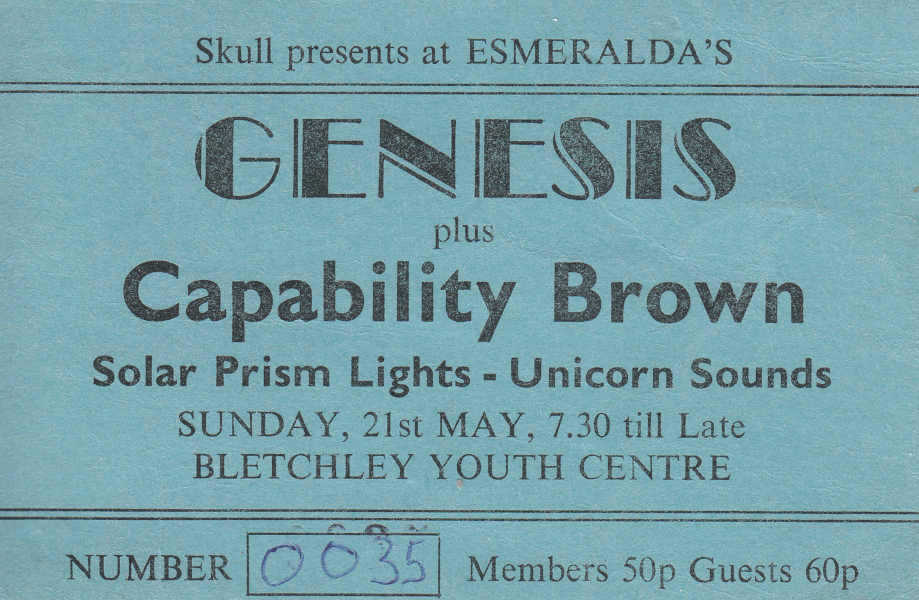 Skull presents at ESMERALDA'S
GENESIS
plus
Capability Brown
Solar Prism Lights - Unicorn Sounds
SUNDAY, 21st MAY, 7.30 till Late
BLETCHLEY YOUTH CENTRE
NUMBER 0035 Members 50p Guests 60p